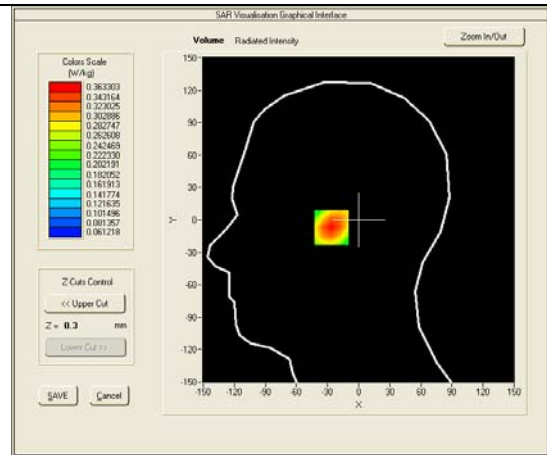 SAR Visualisation Graphical Interface
Volume Radiated Intensity
Zoom In/Out
Colors Scale
(W/kg)
0.363303
0.343164
0.323025
0.302886
0.282747
0.262608
0.242469
0.222330
0.202191
0.182052
0.161913
0.141774
0.121635
0.101496
0.081357
0.061218
Z Cuts Control
<< Upper Cut
Z = 0.3 mm
Lower Cut >>
SAVE Cancel
150
120
90
60
30
0
-30
-60
-90
-120
-150
Y
-150 -120 -90 -60 -30 0 30 60 90 120 150
X